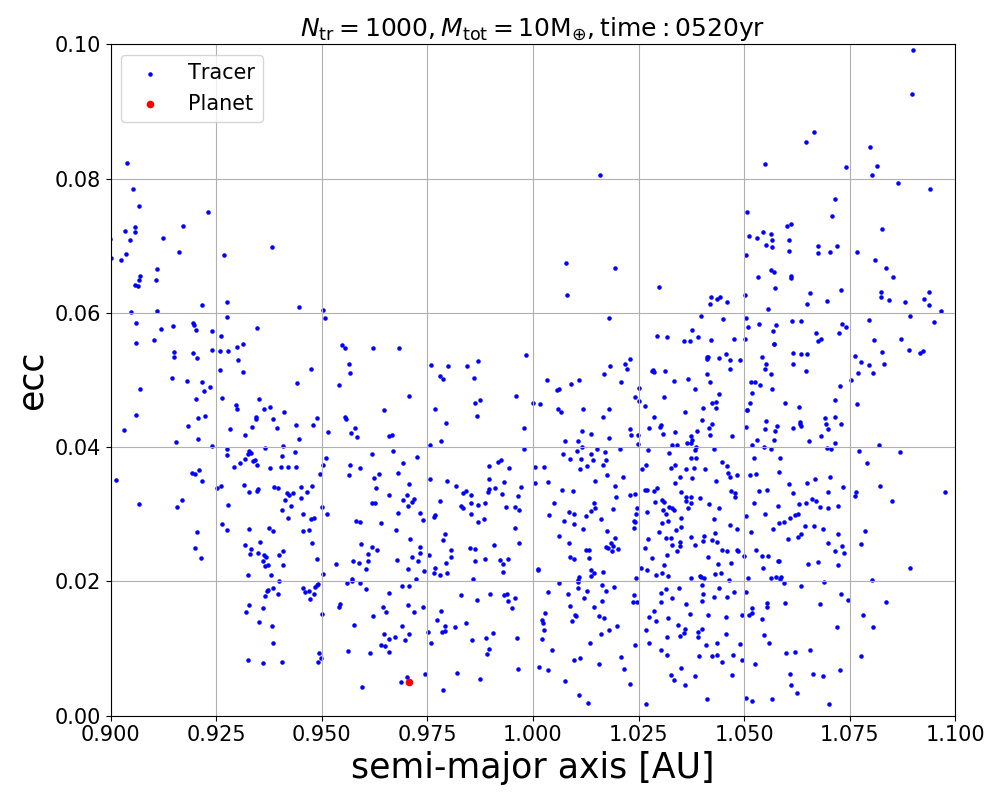 N_tr = 1000, M_tot = 10M_⊕, time : 0520yr
Tracer
Planet
ecc
0.10
0.08
0.06
0.04
0.02
0.00
0.900 0.925 0.950 0.975 1.000 1.025 1.050 1.075 1.100
semi-major axis [AU]